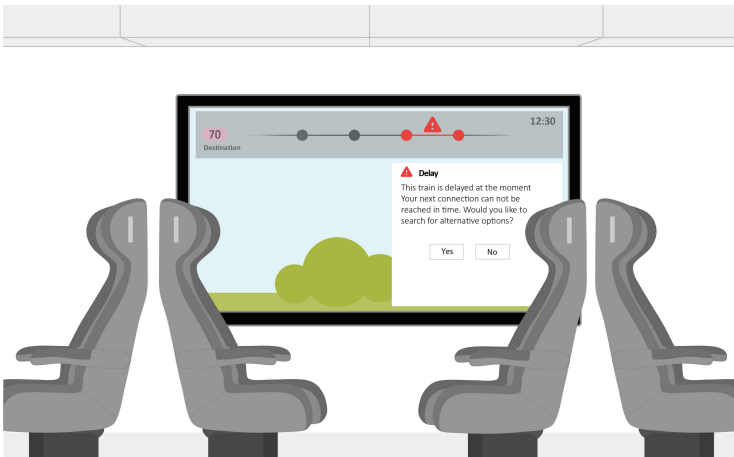 70
Destination
12:30
Delay
This train is delayed at the moment
Your next connection can not be
reached in time. Would you like to
search for alternative options?
Yes
No